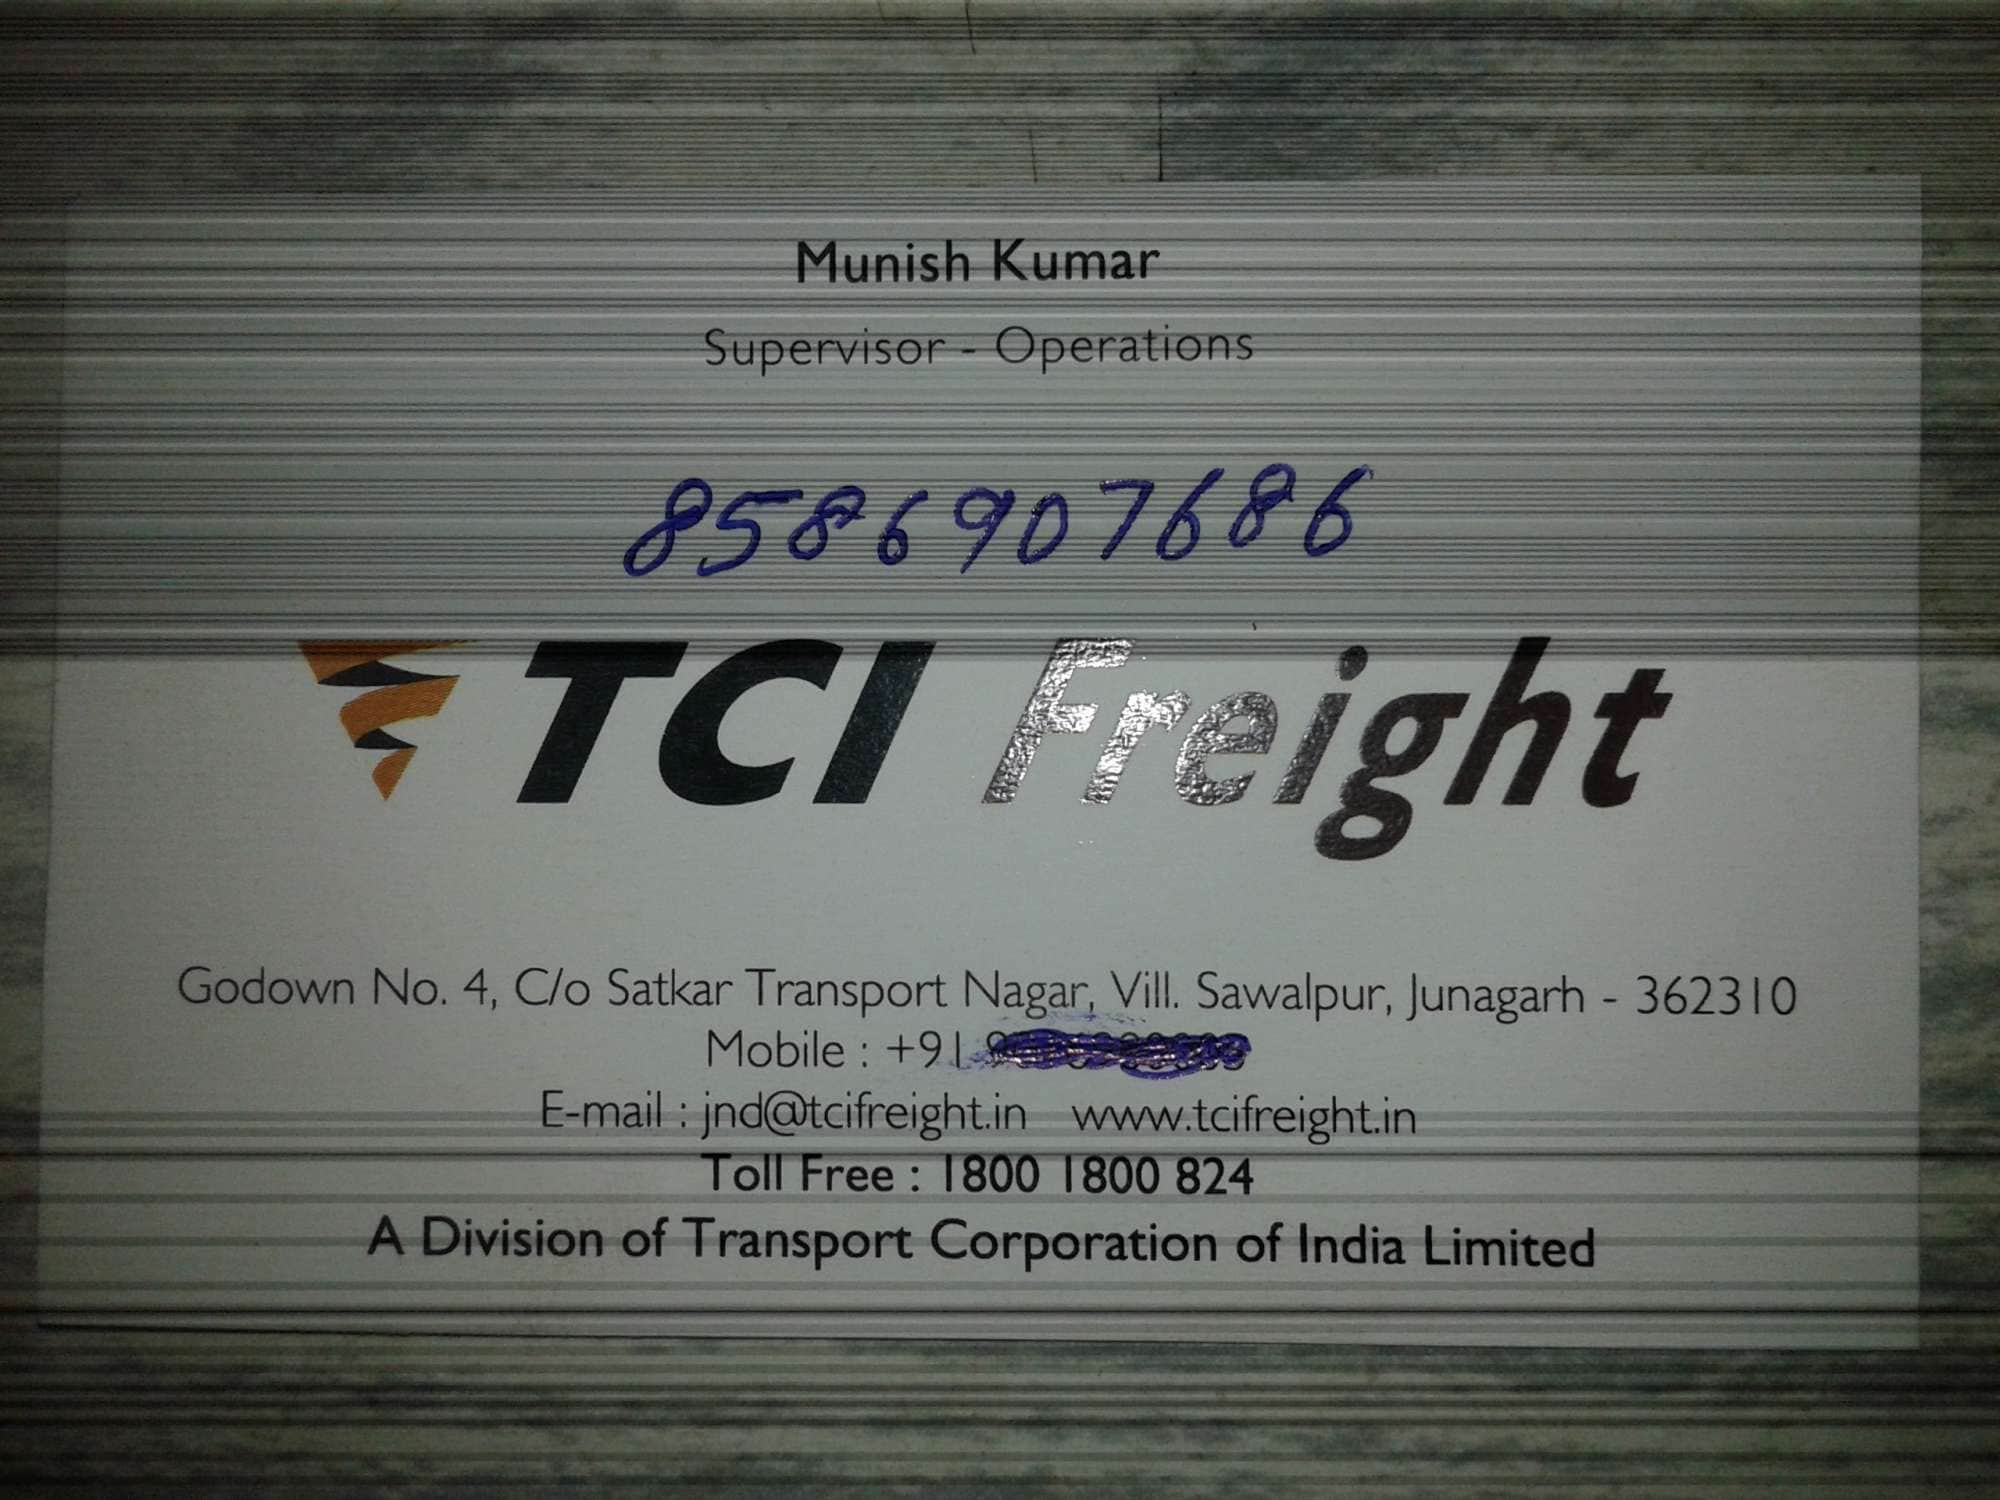 Munish Kumar
Supervisor - Operations
8586907686
TCI Freight
Godown No. 4, C/o Satkar Transport Nagar, Vill. Sawalpur, Junagarh - 362310
Mobile : +91
E-mail : jnd@tcifreight.in www.tcifreight.in
Toll Free : 1800 1800 824
A Division of Transport Corporation of India Limited